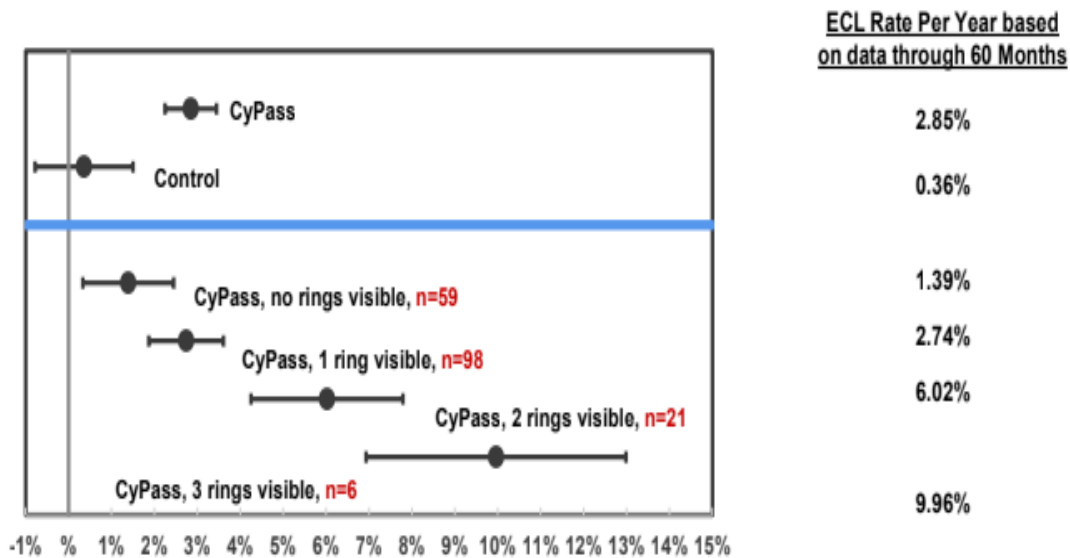 ECL Rate Per Year based
on data through 60 Months
CyPass
2.85%
Control
0.36%
CyPass, no rings visible, n=59
1.39%
CyPass, 1 ring visible, n=98
2.74%
CyPass, 2 rings visible, n=21
6.02%
CyPass, 3 rings visible, n=6
9.96%
-1% % 1% 2% 3% 4% 5% 6% 7% 8% 9% 10% 11% 12% 13% 14% 15%